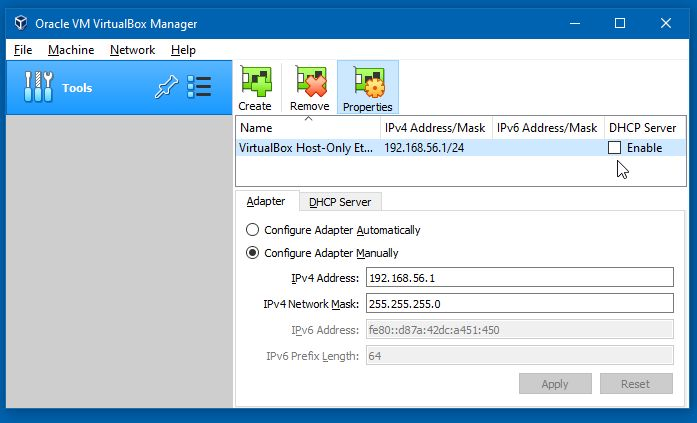 Oracle VM VirtualBox Manager
File Machine Network Help
Tools
Create Remove Properties
Name IPv4 Address/Mask IPv6 Address/Mask DHCP Server
VirtualBox Host-Only Et... 192.168.56.1/24 Enable
Adapter DHCP Server
Configure Adapter Automatically
Configure Adapter Manually
IPv4 Address: 192.168.56.1
IPv4 Network Mask: 255.255.255.0
IPv6 Address: fe80::d87a:42dc:a451:450
IPv6 Prefix Length: 64
Apply Reset